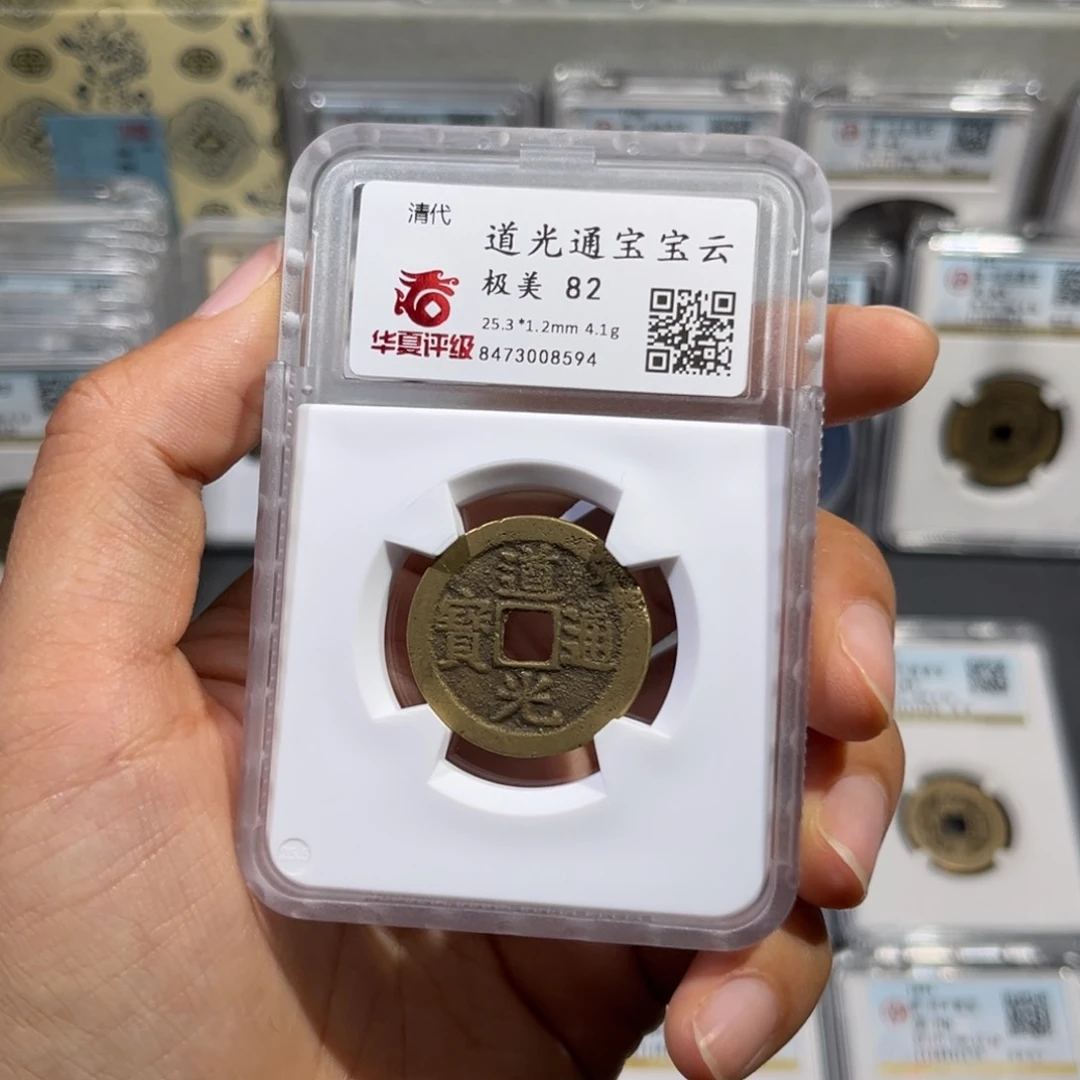 清代
道光通宝宝云
极美 82
25.3*1.2mm 4.1g
华夏评级
8473008594
道
寶 通
光